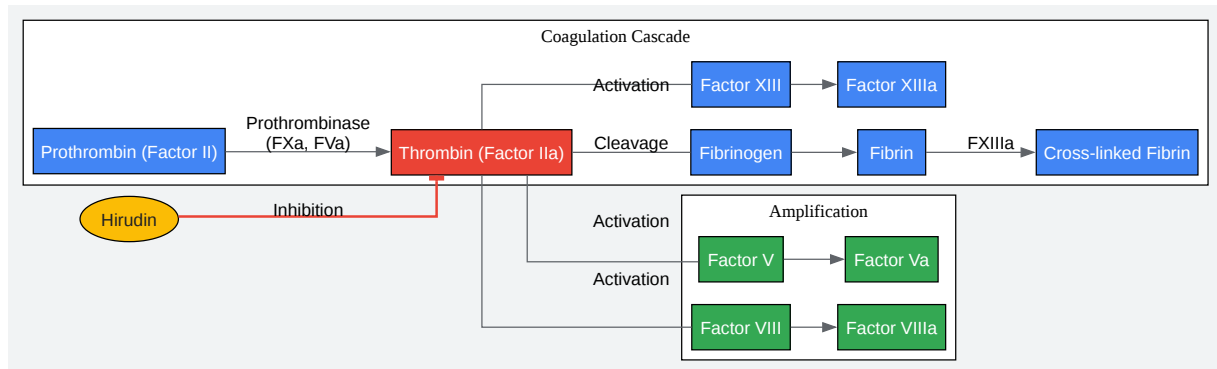 Coagulation Cascade
Activation
Factor XIII
Factor XIIIa
Prothrombin (Factor II)
Prothrombinase
(FXa, FVa)
Thrombin (Factor IIa)
Cleavage
Fibrinogen
Fibrin
FXIIIa
Cross-linked Fibrin
Hirudin
Inhibition
Amplification
Activation
Factor V
Factor Va
Activation
Factor VIII
Factor VIIIa